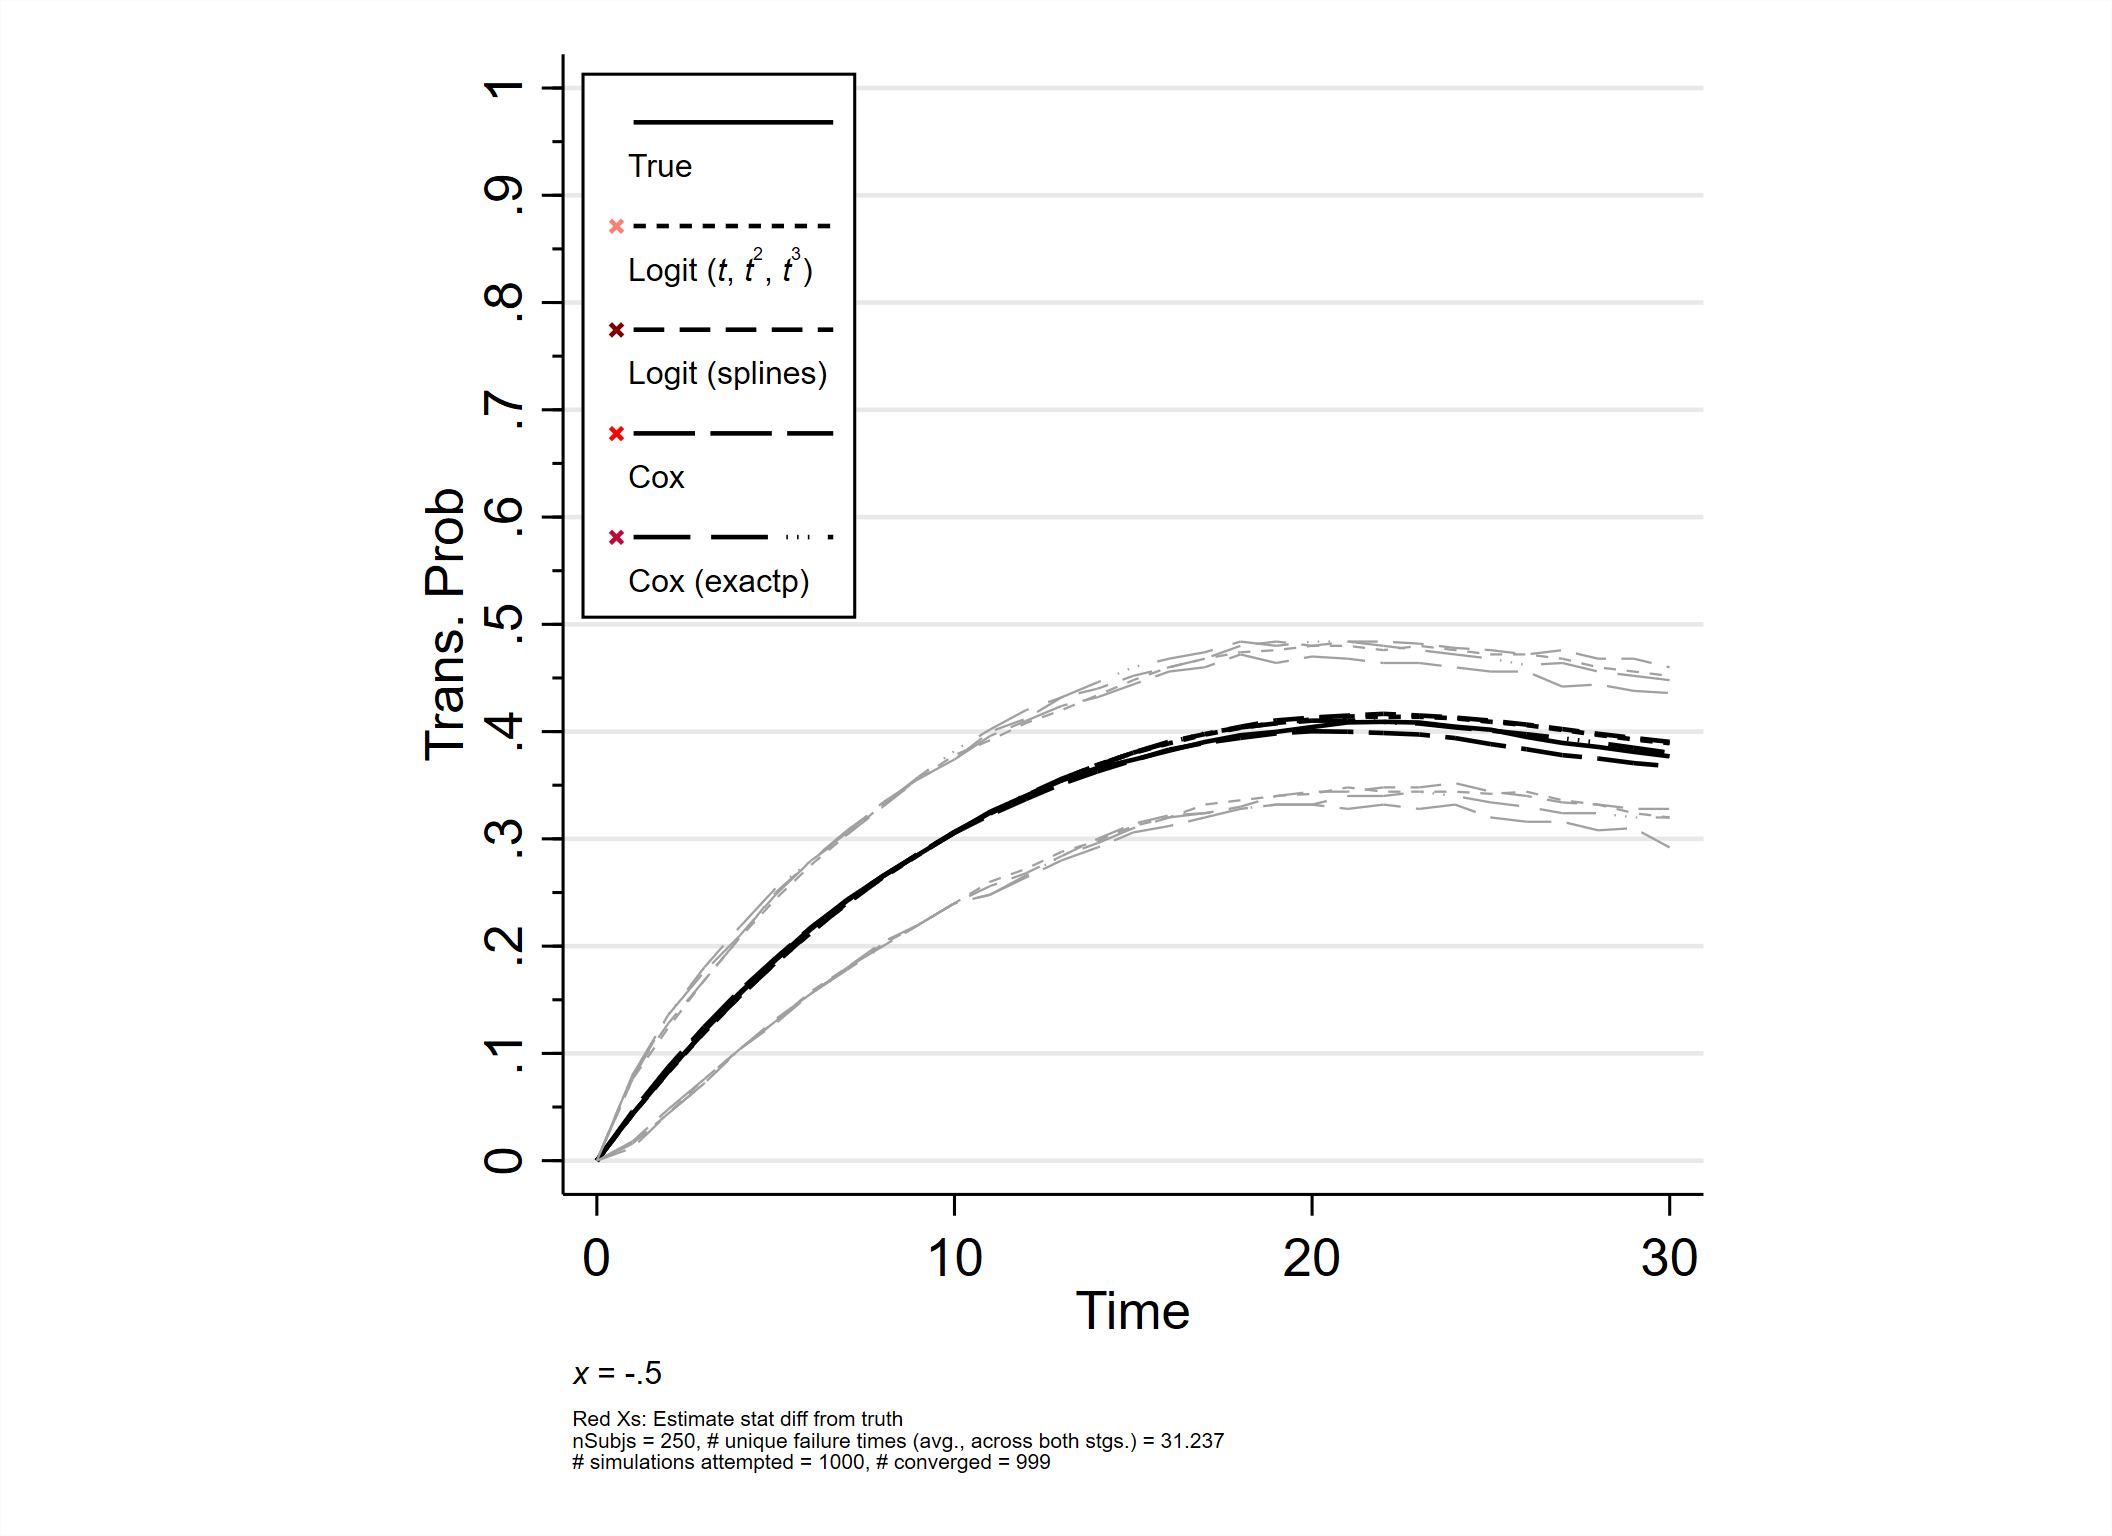 Trans. Prob
1
.9
.8
.7
.6
.5
.4
.3
.2
.1
0
True
Logit (t, t², t³)
Logit (splines)
Cox
Cox (exactp)
0 10 20 30
Time
x = -.5
Red Xs: Estimate stat diff from truth
nSubjs = 250, # unique failure times (avg., across both stgs.) = 31.237
# simulations attempted = 1000, # converged = 999